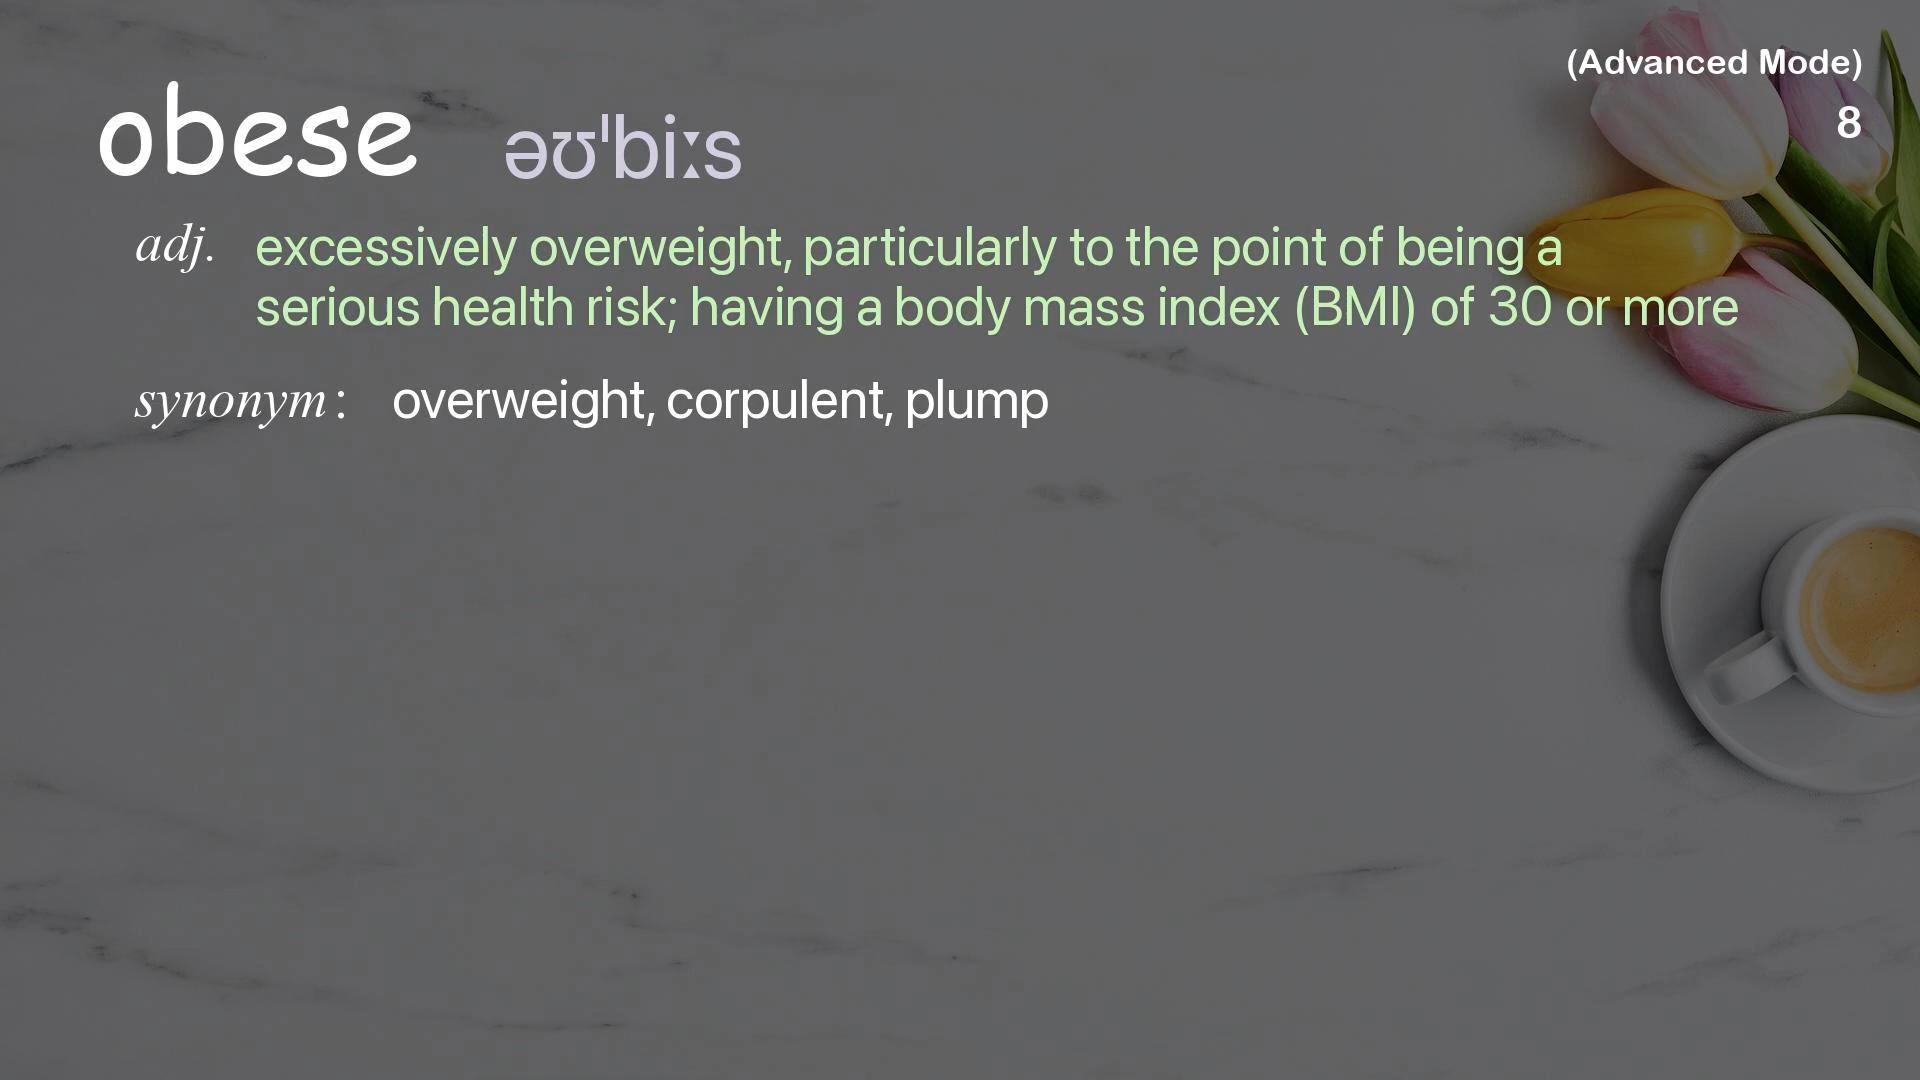 (Advanced Mode)
8
obese əʊˈbiːs
adj. excessively overweight, particularly to the point of being a
serious health risk; having a body mass index (BMI) of 30 or more
synonym : overweight, corpulent, plump